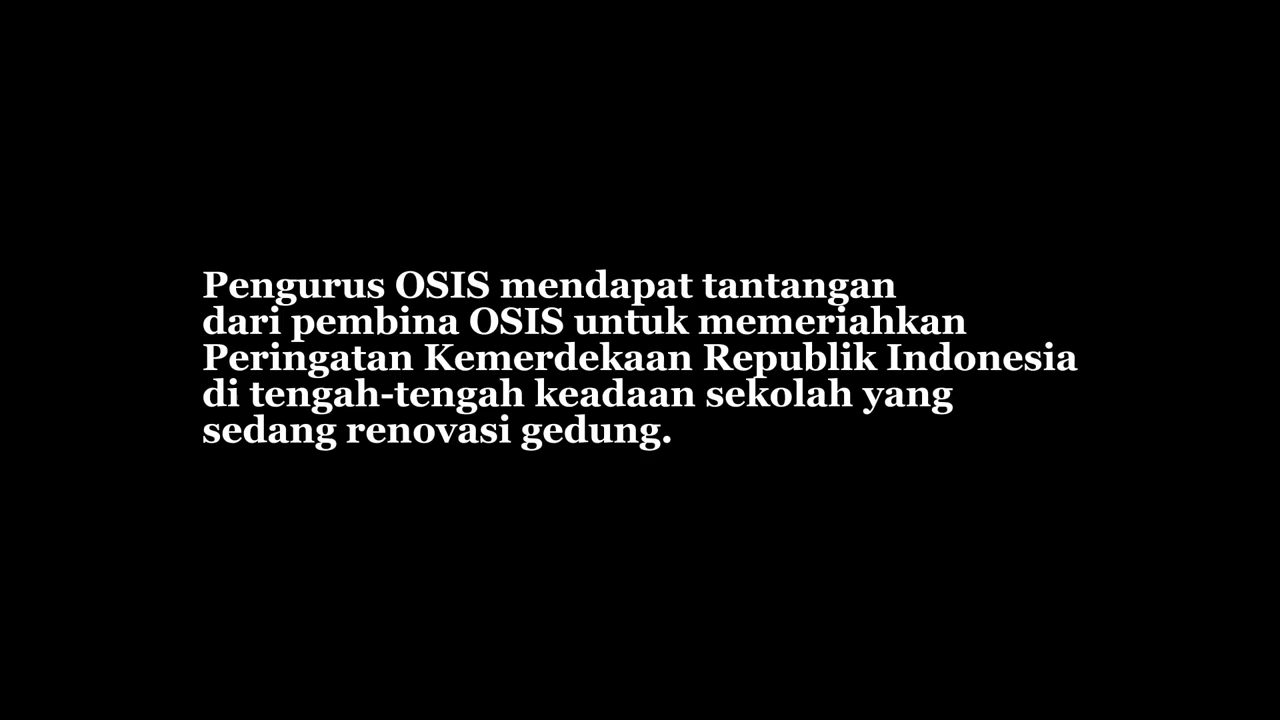 Pengurus OSIS mendapat tantangan
dari pembina OSIS untuk memeriahkan
Peringatan Kemerdekaan Republik Indonesia
di tengah-tengah keadaan sekolah yang
sedang renovasi gedung.